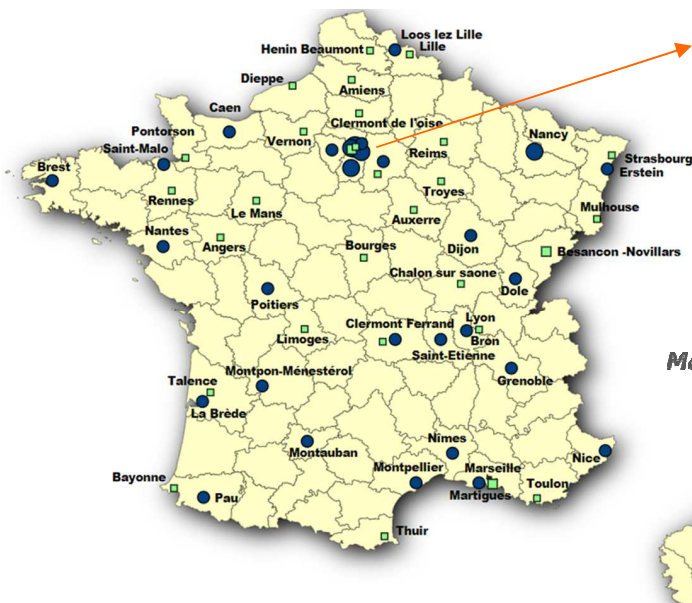 Loos lez Lille
Lille
Henin Beaumont
Dieppe
Amiens
Caen
Clermont de l'oise
Pontorson
Vernon
Nancy
Saint-Malo
Reims
Strasbourg
Brest
Erstein
Troyes
Rennes
Le Mans
Mulhouse
Auxerre
Nantes
Angers
Bourges
Dijon
Besancon -Novillars
Chalon sur saone
Dole
Poitiers
Lyon
Clermont Ferrand
Limoges
Bron
Saint-Etienne
Montpon-Ménestérol
Talence
Grenoble
La Brède
Nimes
Montauban
Nice
Montpellier
Marseille
Bayonne
Toulon
Pau
Martigues
Thuir